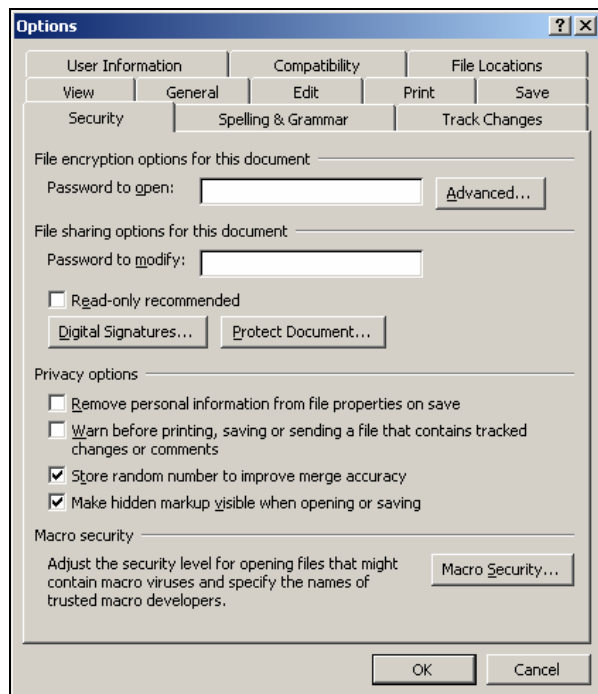 Options
User Information Compatibility File Locations
View General Edit Print Save
Security Spelling & Grammar Track Changes
File encryption options for this document
Password to open: Advanced...
File sharing options for this document
Password to modify:
Read-only recommended
Digital Signatures... Protect Document...
Privacy options
Remove personal information from file properties on save
Warn before printing, saving or sending a file that contains tracked
changes or comments
Store random number to improve merge accuracy
Make hidden markup visible when opening or saving
Macro security
Adjust the security level for opening files that might
contain macro viruses and specify the names of
trusted macro developers.
Macro Security...
OK Cancel